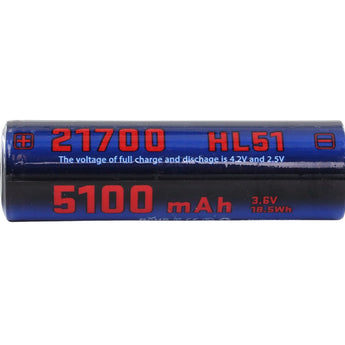 21700 HL51
The voltage of full charge and dischage is 4.2V and 2.5V
5100 mAh
3.6V
18.5Wh